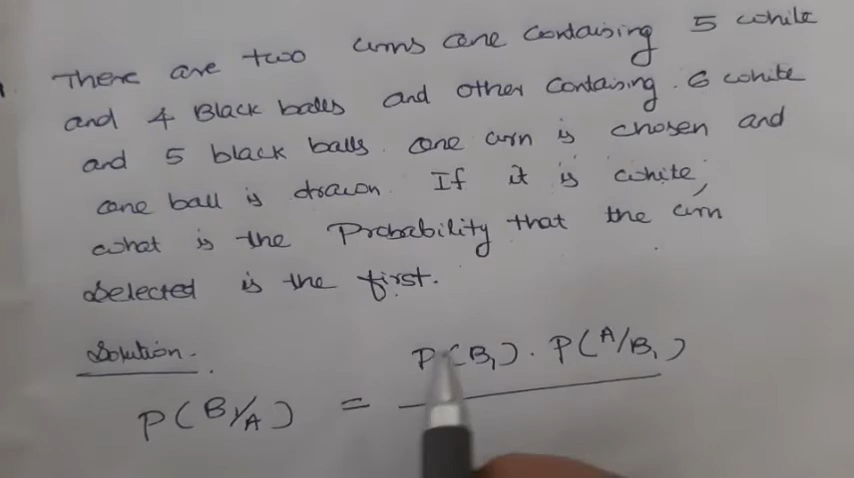 There are two urns one containing 5 white
and 4 Black balls and other containing. 6 white
and 5 black balls. one urn is chosen and
one ball is drawn If it is white,
what is the Probability that the urn
selected is the first.
Solution.
P(B₁) . P(A/B₁)
P(B/A) =